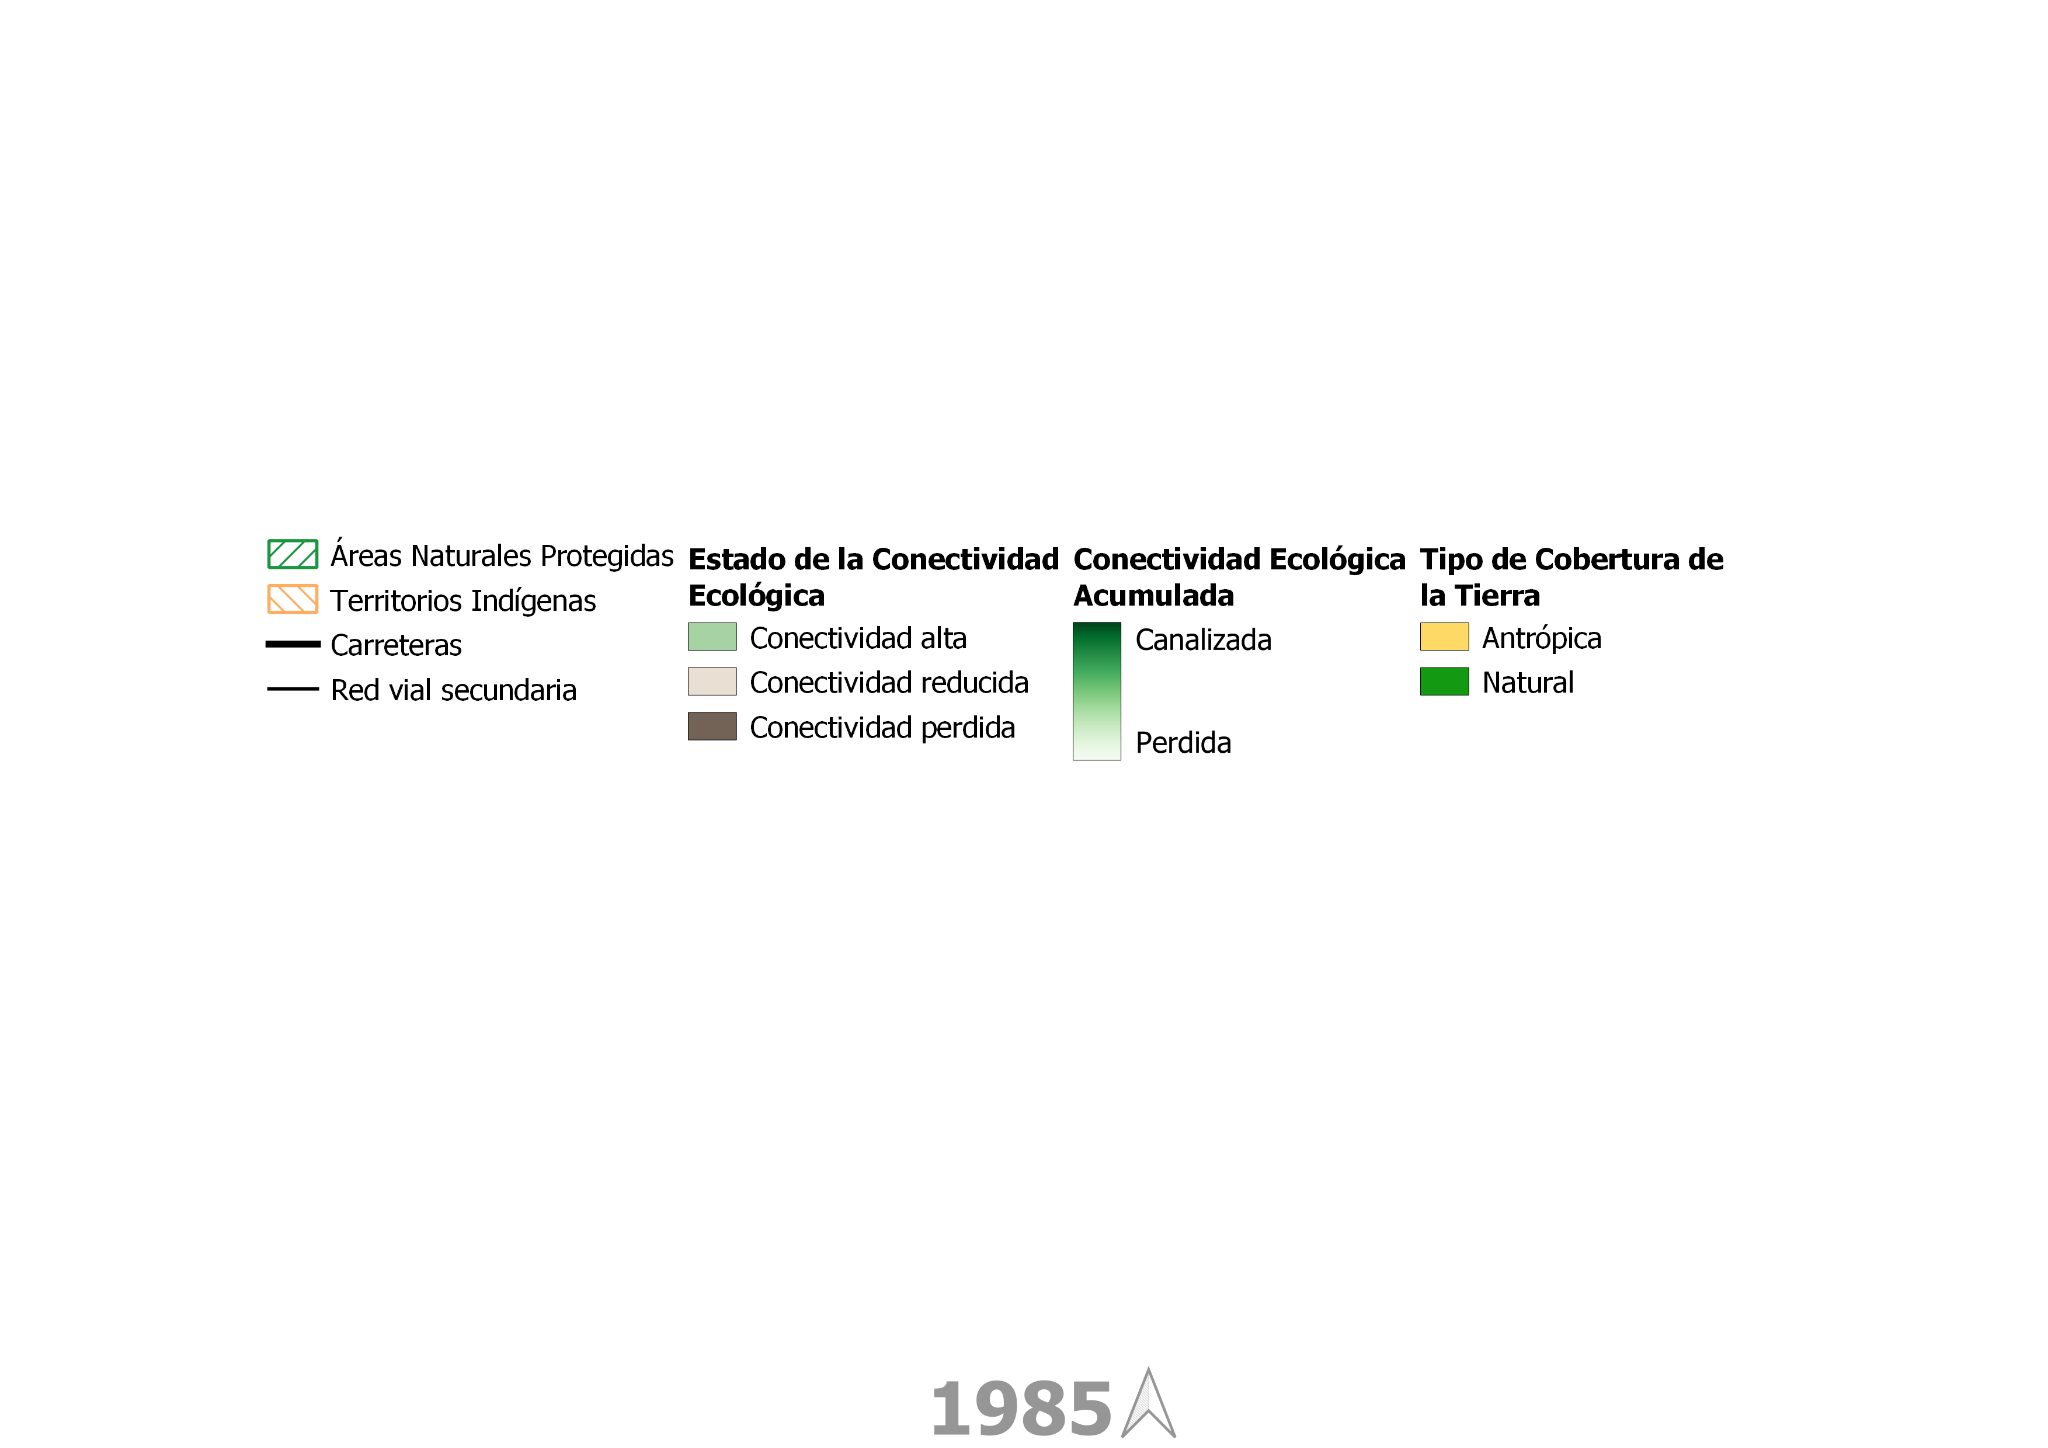 Áreas Naturales Protegidas
Territorios Indígenas
Carreteras
Red vial secundaria
Estado de la Conectividad
Ecológica
Conectividad alta
Conectividad reducida
Conectividad perdida
Conectividad Ecológica
Acumulada
Canalizada
Perdida
Tipo de Cobertura de
la Tierra
Antrópica
Natural
1985